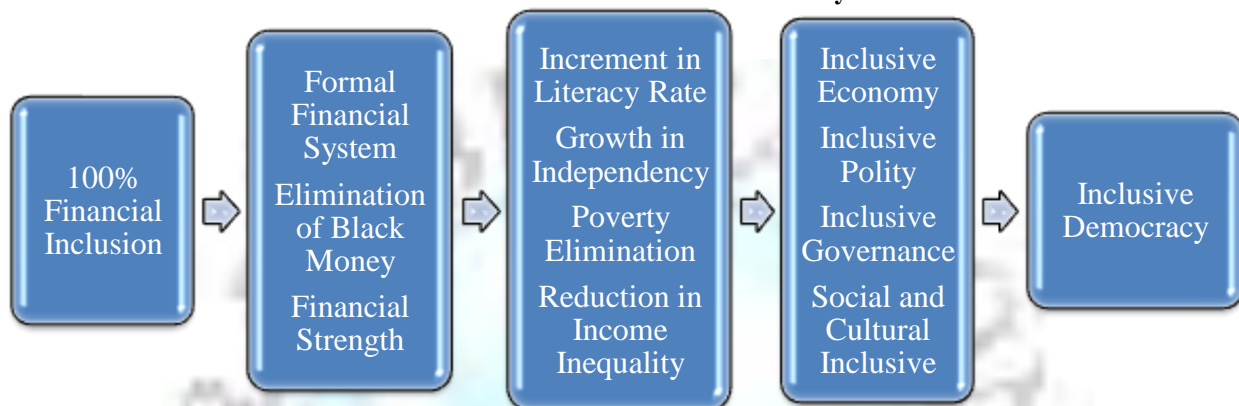 100%
Financial
Inclusion
Formal
Financial
System
Elimination
of Black
Money
Financial
Strength
Increment in
Literacy Rate
Growth in
Independency
Poverty
Elimination
Reduction in
Income
Inequality
Inclusive
Economy
Inclusive
Polity
Inclusive
Governance
Social and
Cultural
Inclusive
Inclusive
Democracy